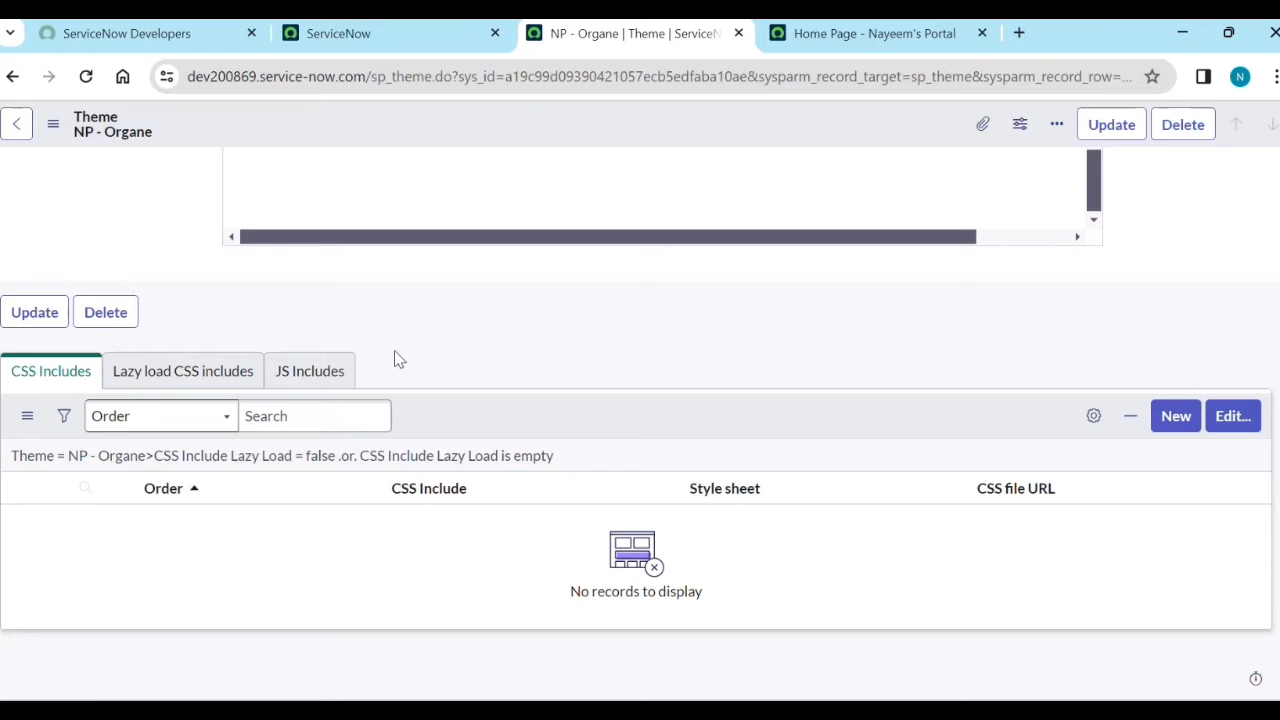 ServiceNow Developers
ServiceNow
NP - Organe | Theme | ServiceN
Home Page - Nayeem's Portal
dev200869.service-now.com/sp_theme.do?sys_id=a19c99d09390421057ecb5edfaba10ae&sysparm_record_target=sp_theme&sysparm_record_row=...
N
Theme
NP - Organe
Update
Delete
Update
Delete
CSS Includes
Lazy load CSS includes
JS Includes
Order
Search
New
Edit...
Theme = NP - Organe>CSS Include Lazy Load = false .or. CSS Include Lazy Load is empty
Order
CSS Include
Style sheet
CSS file URL
No records to display